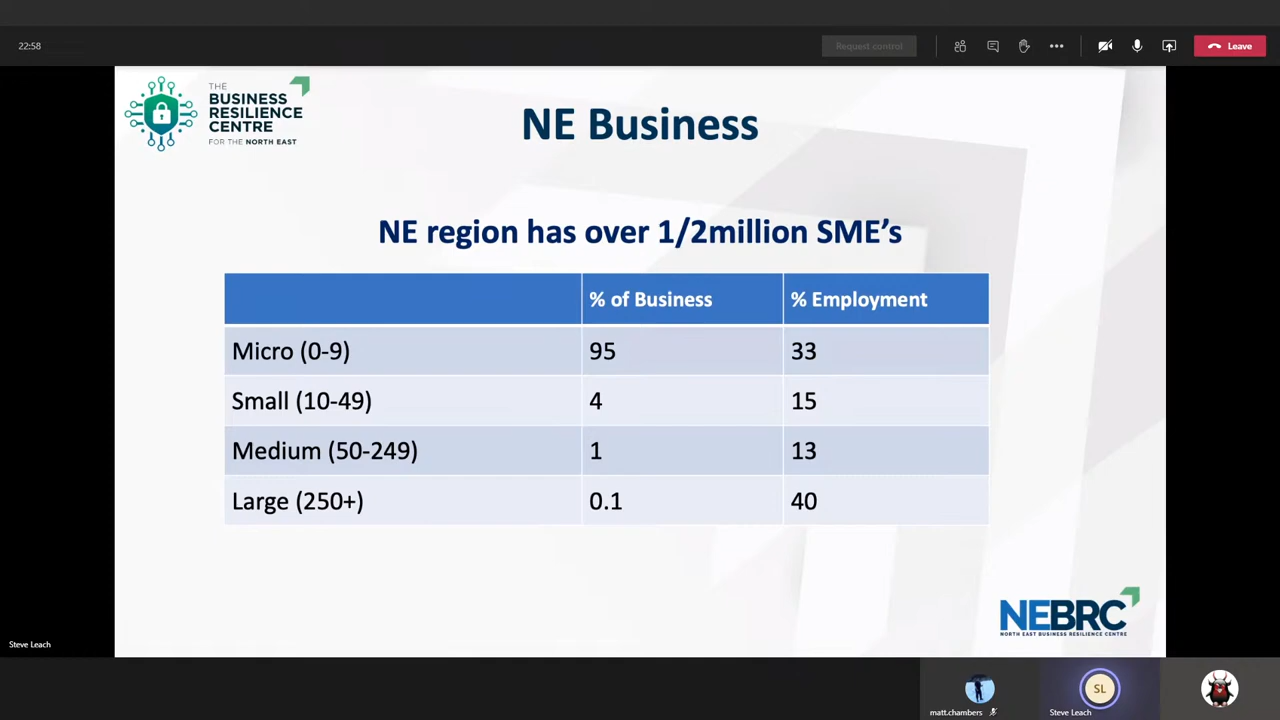 22:58
Request control
Leave
THE
BUSINESS
RESILIENCE
CENTRE
FOR THE NORTH EAST
NE Business
NE region has over 1/2million SME’s
% of Business % Employment
Micro (0-9) 95 33
Small (10-49) 4 15
Medium (50-249) 1 13
Large (250+) 0.1 40
NEBRC
NORTH EAST BUSINESS RESILIENCE CENTRE
Steve Leach
SL
matt.chambers Steve Leach